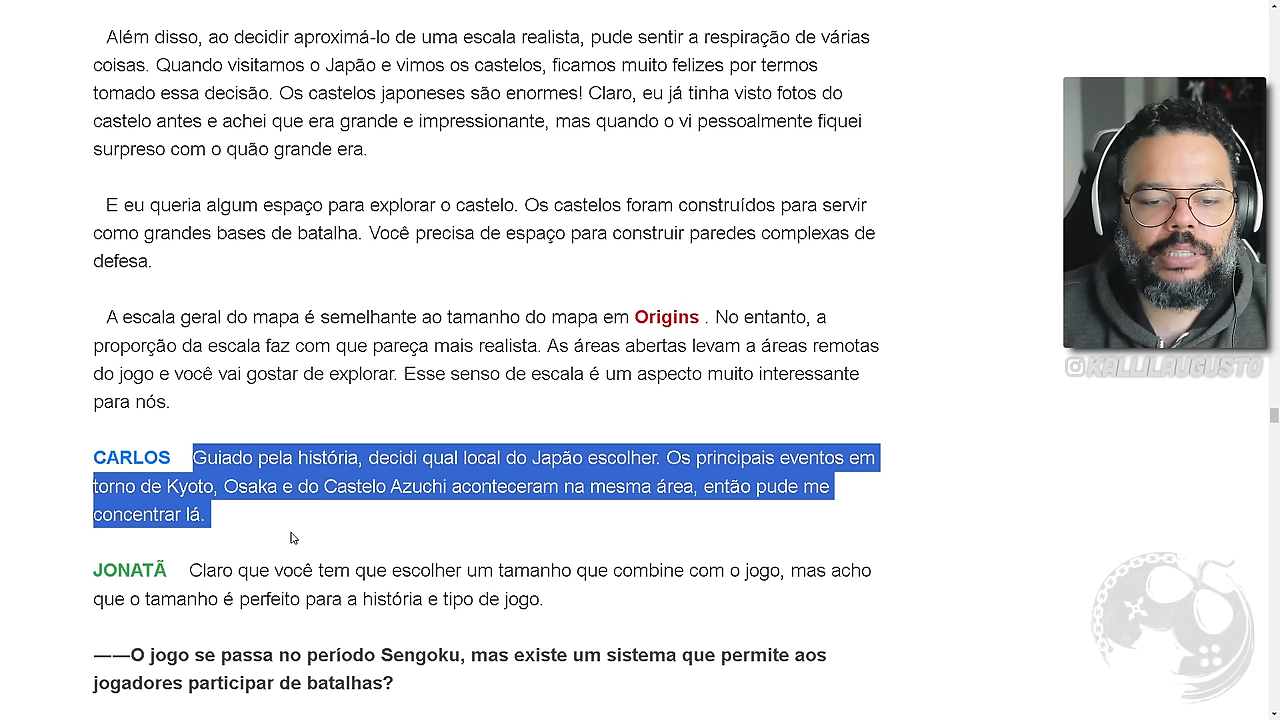 Além disso, ao decidir aproximá-lo de uma escala realista, pude sentir a respiração de várias
coisas. Quando visitamos o Japão e vimos os castelos, ficamos muito felizes por termos
tomado essa decisão. Os castelos japoneses são enormes! Claro, eu já tinha visto fotos do
castelo antes e achei que era grande e impressionante, mas quando o vi pessoalmente fiquei
surpreso com o quão grande era.
E eu queria algum espaço para explorar o castelo. Os castelos foram construídos para servir
como grandes bases de batalha. Você precisa de espaço para construir paredes complexas de
defesa.
A escala geral do mapa é semelhante ao tamanho do mapa em Origins . No entanto, a
proporção da escala faz com que pareça mais realista. As áreas abertas levam a áreas remotas
do jogo e você vai gostar de explorar. Esse senso de escala é um aspecto muito interessante
para nós.
CARLOS Guiado pela história, decidi qual local do Japão escolher. Os principais eventos em
torno de Kyoto, Osaka e do Castelo Azuchi aconteceram na mesma área, então pude me
concentrar lá.
JONATÃ Claro que você tem que escolher um tamanho que combine com o jogo, mas acho
que o tamanho é perfeito para a história e tipo de jogo.
——O jogo se passa no período Sengoku, mas existe um sistema que permite aos
jogadores participar de batalhas?
KALLILAUGUSTO